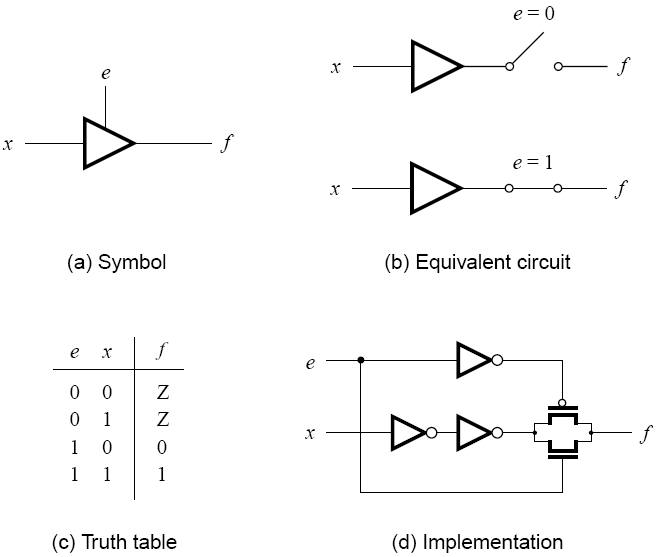 e
x
f
(a) Symbol
e = 0
x
f
e = 1
x
f
(b) Equivalent circuit
e x f
0 0 Z
0 1 Z
1 0 0
1 1 1
(c) Truth table
e
x
f
(d) Implementation